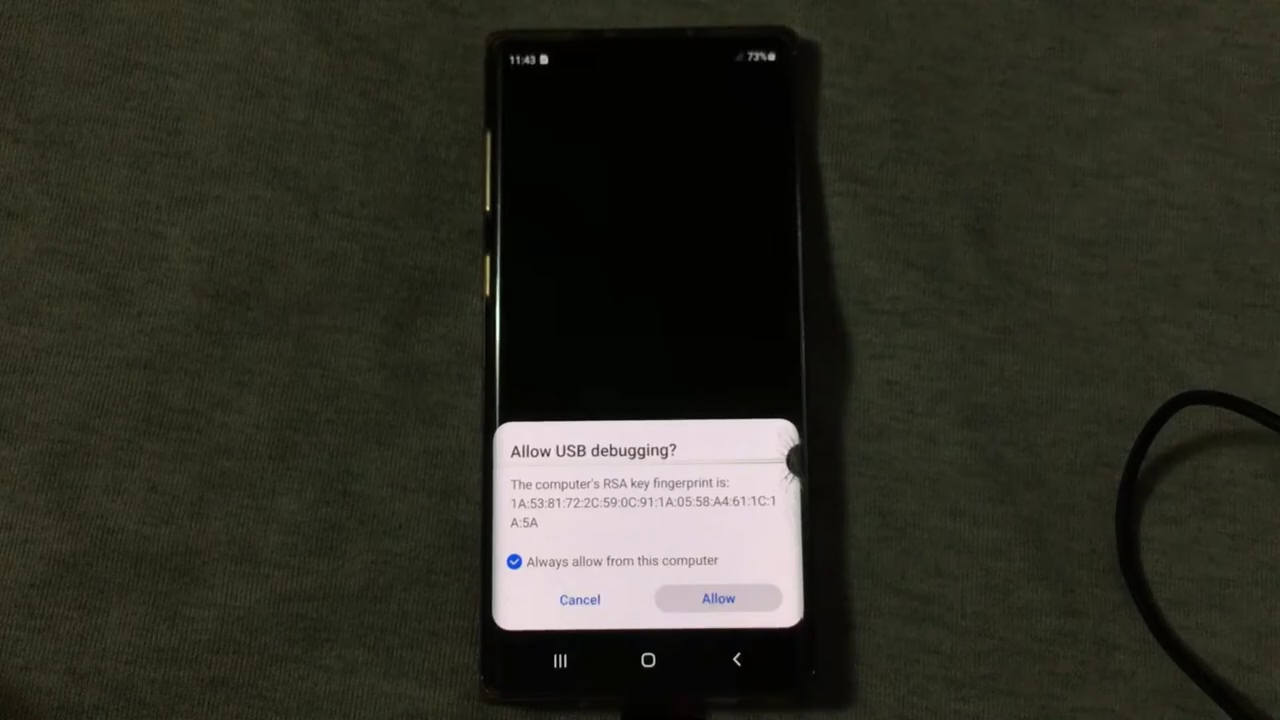 11:43 73%
Allow USB debugging?
The computer's RSA key fingerprint is:
1A:53:81:72:2C:59:0C:91:1A:05:58:A4:61:1C:1
A:5A
Always allow from this computer
Cancel Allow